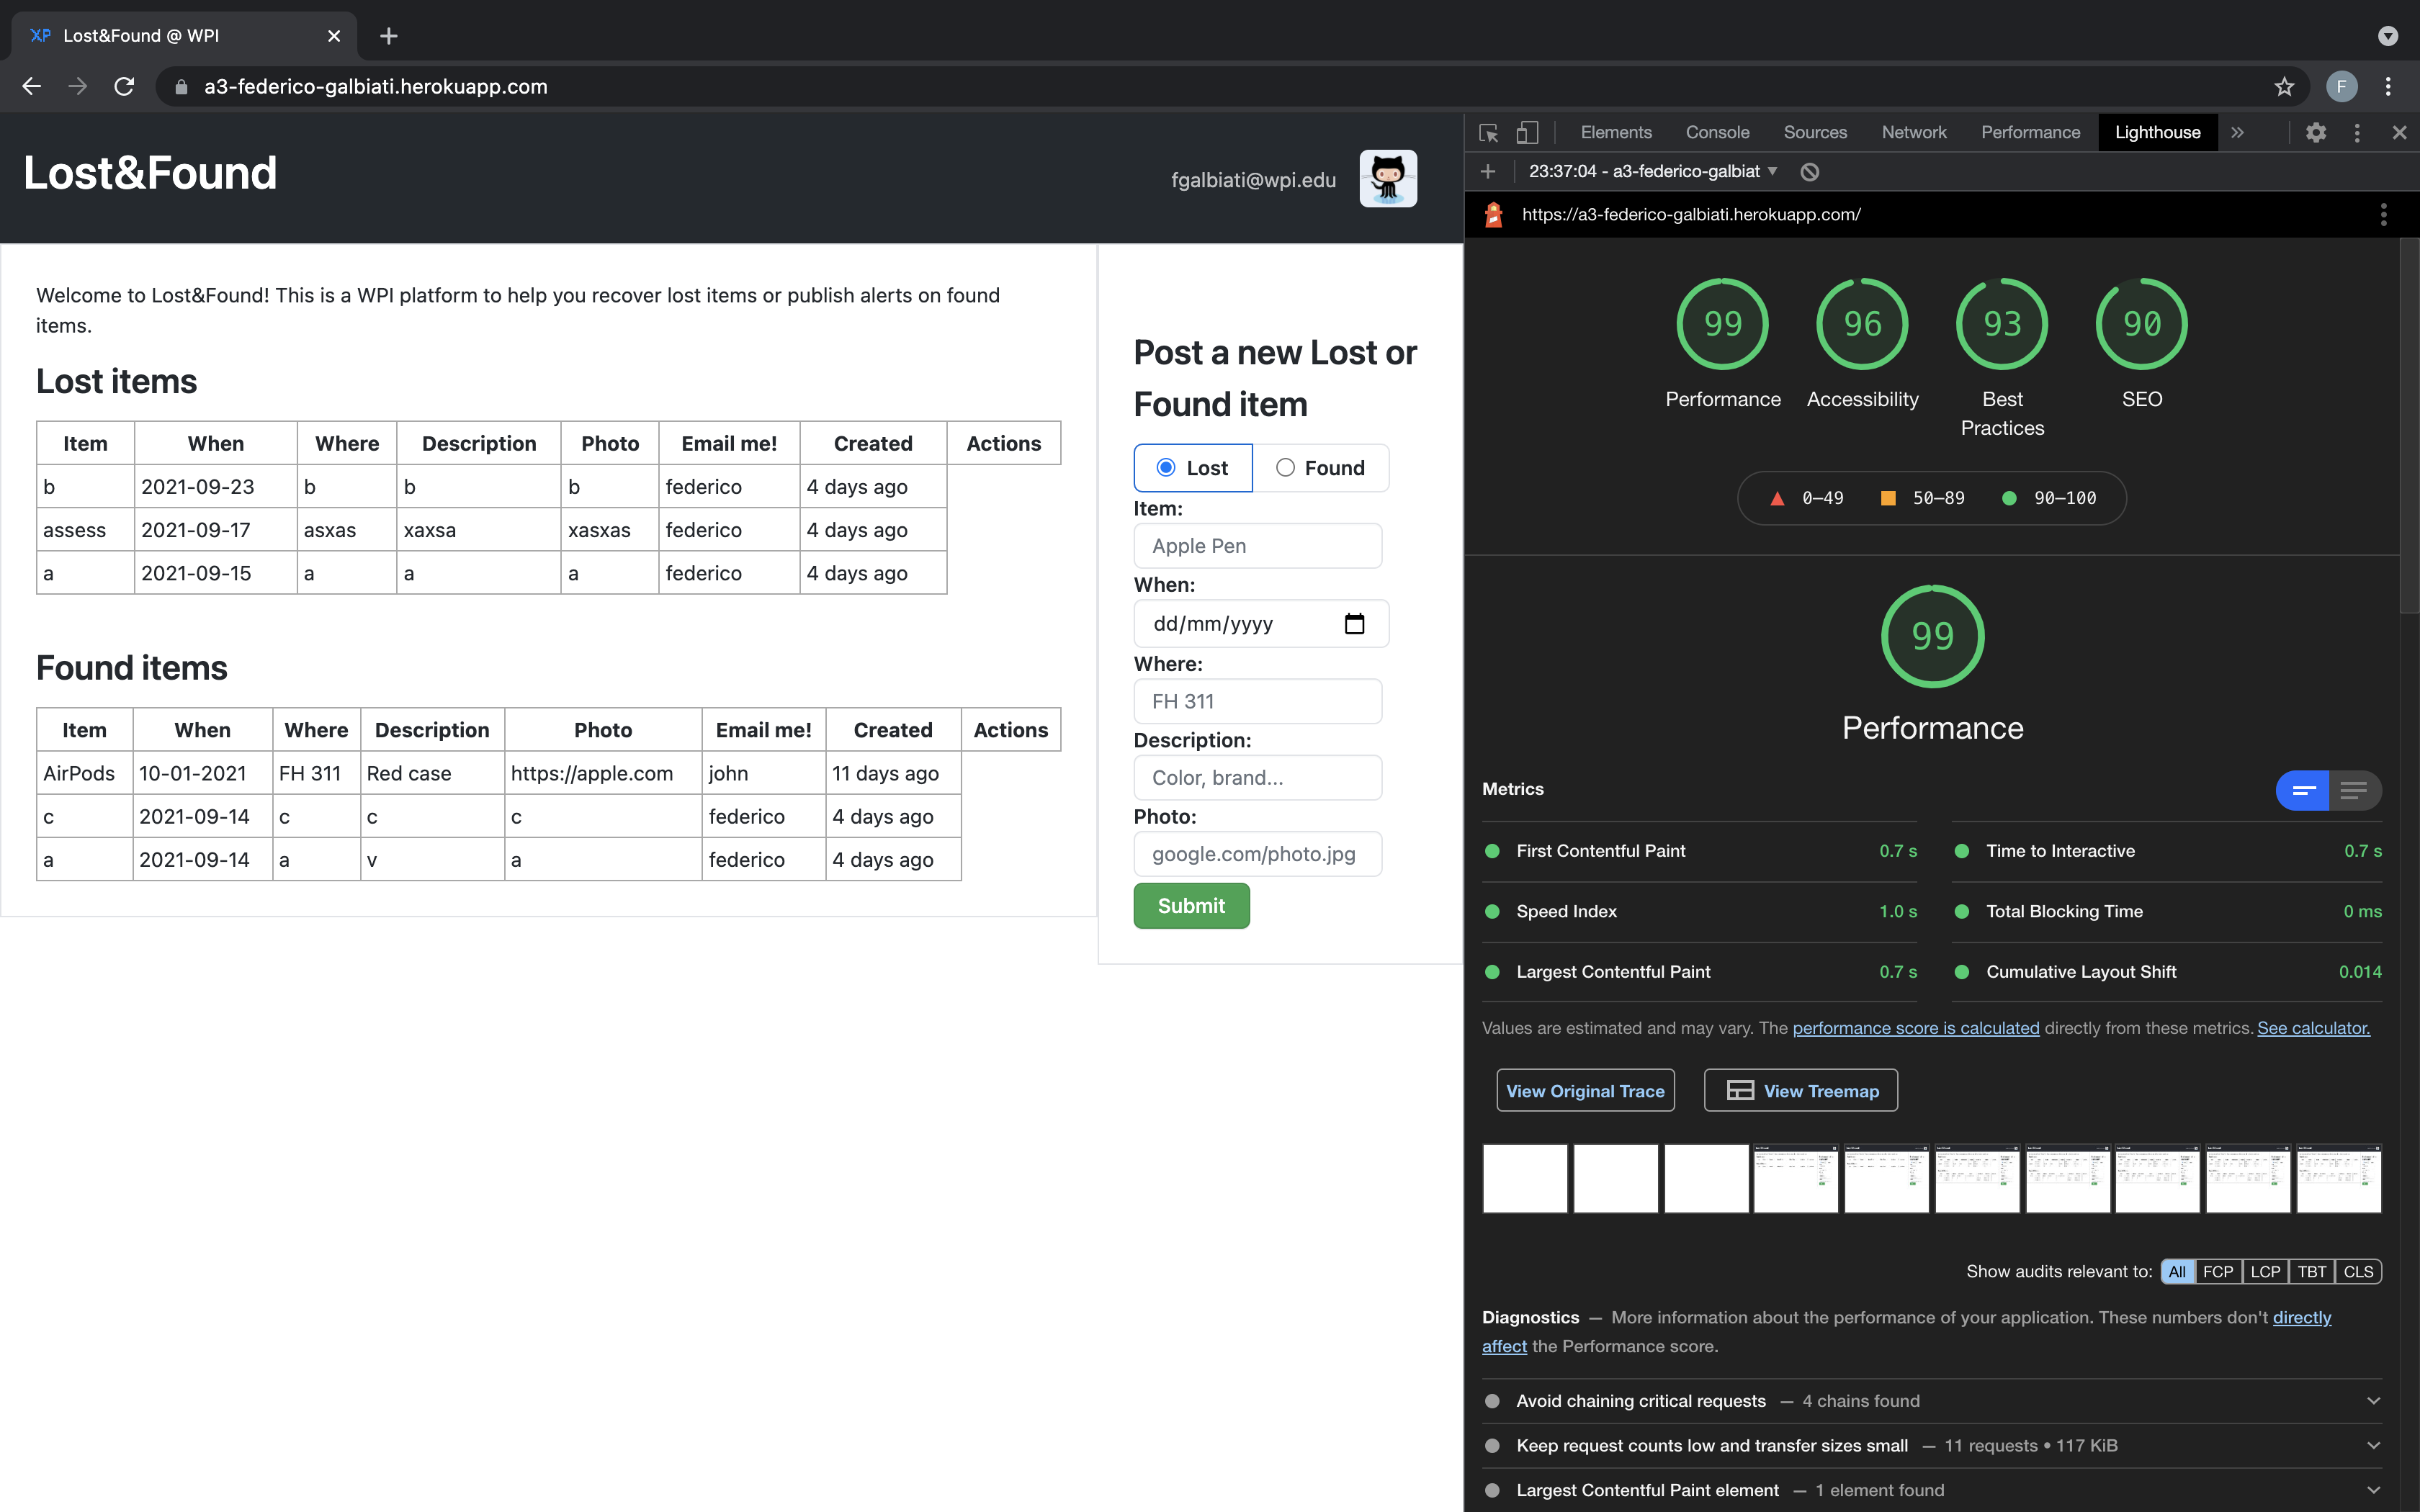 Lost&Found @ WPI
a3-federico-galbiati.herokuapp.com
F
Lost&Found
fgalbiati@wpi.edu
Welcome to Lost&Found! This is a WPI platform to help you recover lost items or publish alerts on found
items.
Lost items
Item When Where Description Photo Email me! Created Actions
b 2021-09-23 b b b federico 4 days ago
assess 2021-09-17 asxas xaxsa xasxas federico 4 days ago
a 2021-09-15 a a a federico 4 days ago
Found items
Item When Where Description Photo Email me! Created Actions
AirPods 10-01-2021 FH 311 Red case https://apple.com john 11 days ago
c 2021-09-14 c c c federico 4 days ago
a 2021-09-14 a v a federico 4 days ago
Post a new Lost or
Found item
Lost Found
Item:
Apple Pen
When:
dd/mm/yyyy
Where:
FH 311
Description:
Color, brand...
Photo:
google.com/photo.jpg
Submit
Elements Console Sources Network Performance Lighthouse
23:37:04 - a3-federico-galbiat
https://a3-federico-galbiati.herokuapp.com/
99 96 93 90
Performance Accessibility Best SEO
Practices
0–49 50–89 90–100
99
Performance
Metrics
First Contentful Paint 0.7 s Time to Interactive 0.7 s
Speed Index 1.0 s Total Blocking Time 0 ms
Largest Contentful Paint 0.7 s Cumulative Layout Shift 0.014
Values are estimated and may vary. The performance score is calculated directly from these metrics. See calculator.
View Original Trace View Treemap
Show audits relevant to: All FCP LCP TBT CLS
Diagnostics — More information about the performance of your application. These numbers don't directly
affect the Performance score.
Avoid chaining critical requests — 4 chains found
Keep request counts low and transfer sizes small — 11 requests • 117 KiB
Largest Contentful Paint element — 1 element found